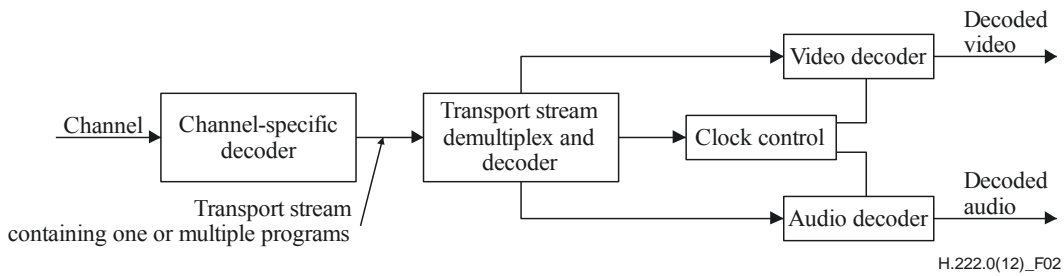 Channel
Channel-specific
decoder
Transport stream
containing one or multiple programs
Transport stream
demultiplex and
decoder
Clock control
Video decoder
Decoded
video
Audio decoder
Decoded
audio
H.222.0(12)_F02